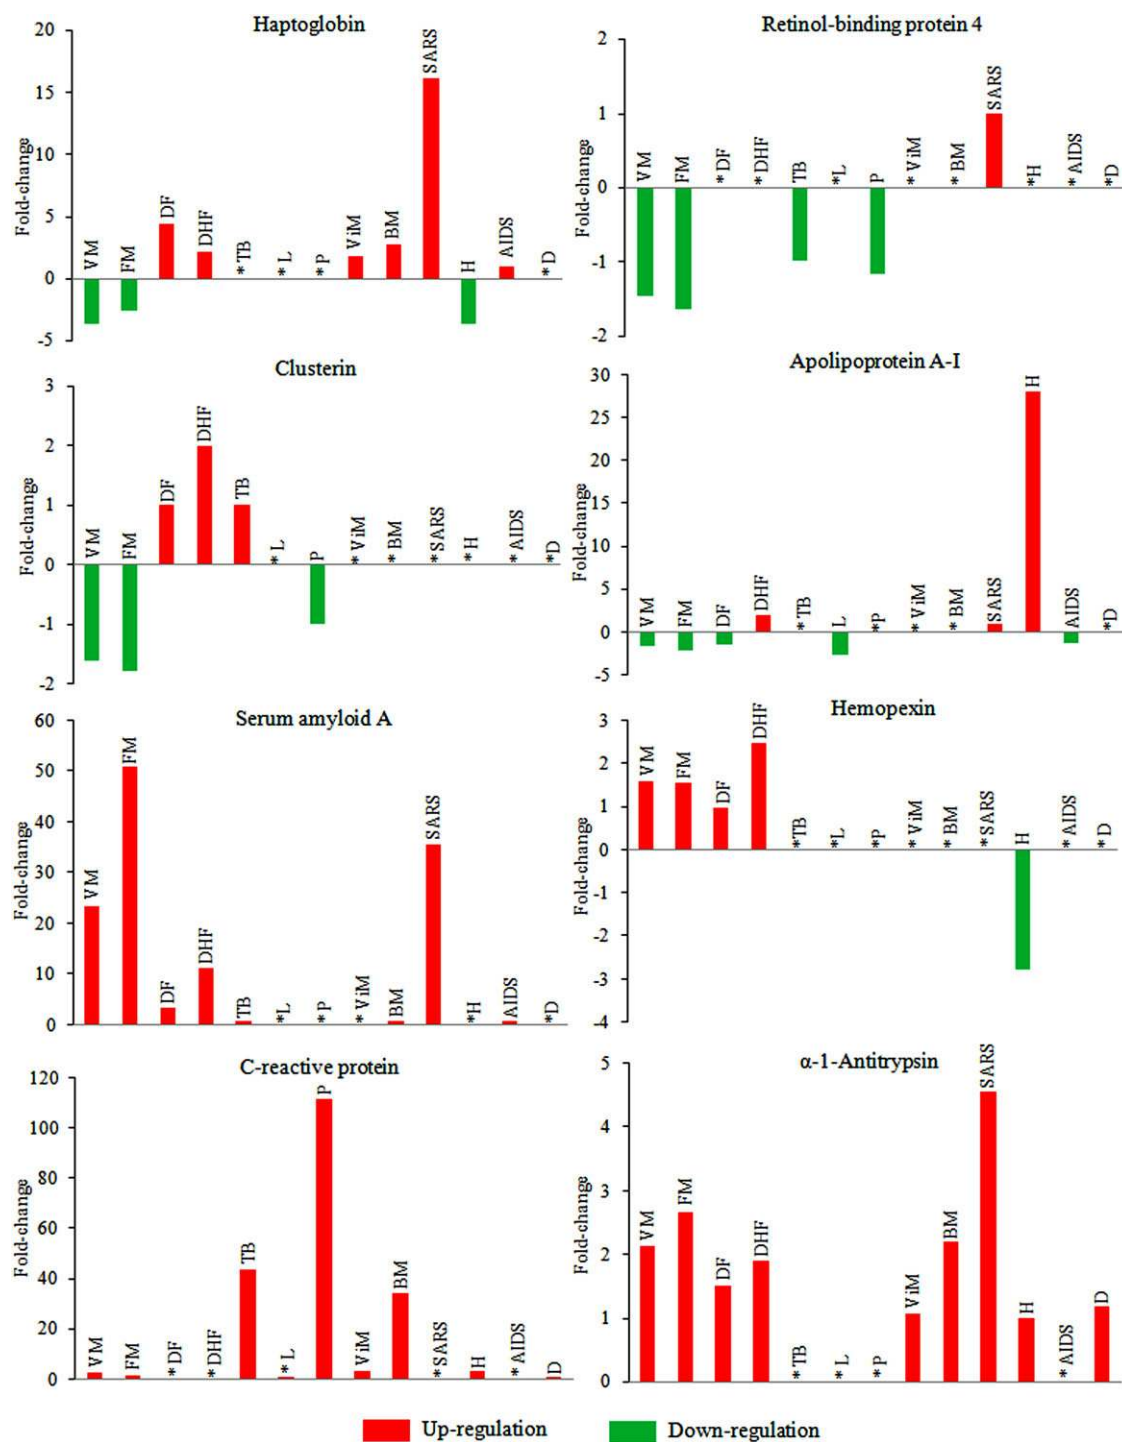 Haptoglobin
20
15
10
5
0
-5
Fold-change
VM
FM
DF
DHF
*TB
*L
*P
ViM
BM
SARS
H
AIDS
*D
Retinol-binding protein 4
2
1
0
-1
-2
Fold-change
VM
FM
*DF
*DHF
TB
*L
P
*ViM
*BM
SARS
*H
*AIDS
*D
Clusterin
3
2
1
0
-1
-2
Fold-change
VM
FM
DF
DHF
TB
*L
P
*ViM
*BM
*SARS
*H
*AIDS
*D
Apolipoprotein A-I
30
25
20
15
10
5
0
-5
Fold-change
VM
FM
DF
DHF
*TB
L
*P
*ViM
*BM
SARS
H
AIDS
*D
Serum amyloid A
60
50
40
30
20
10
0
Fold-change
VM
FM
DF
DHF
TB
*L
*P
*ViM
BM
SARS
*H
AIDS
*D
Hemopexin
3
2
1
0
-1
-2
-3
-4
Fold-change
VM
FM
DF
DHF
*TB
*L
*P
*ViM
*BM
*SARS
H
*AIDS
*D
C-reactive protein
120
100
80
60
40
20
0
Fold-change
VM
FM
*DF
*DHF
TB
*L
P
ViM
BM
*SARS
H
*AIDS
D
α-1-Antitrypsin
5
4
3
2
1
0
Fold-change
VM
FM
DF
DHF
*TB
*L
*P
ViM
BM
SARS
H
*AIDS
D
Up-regulation
Down-regulation